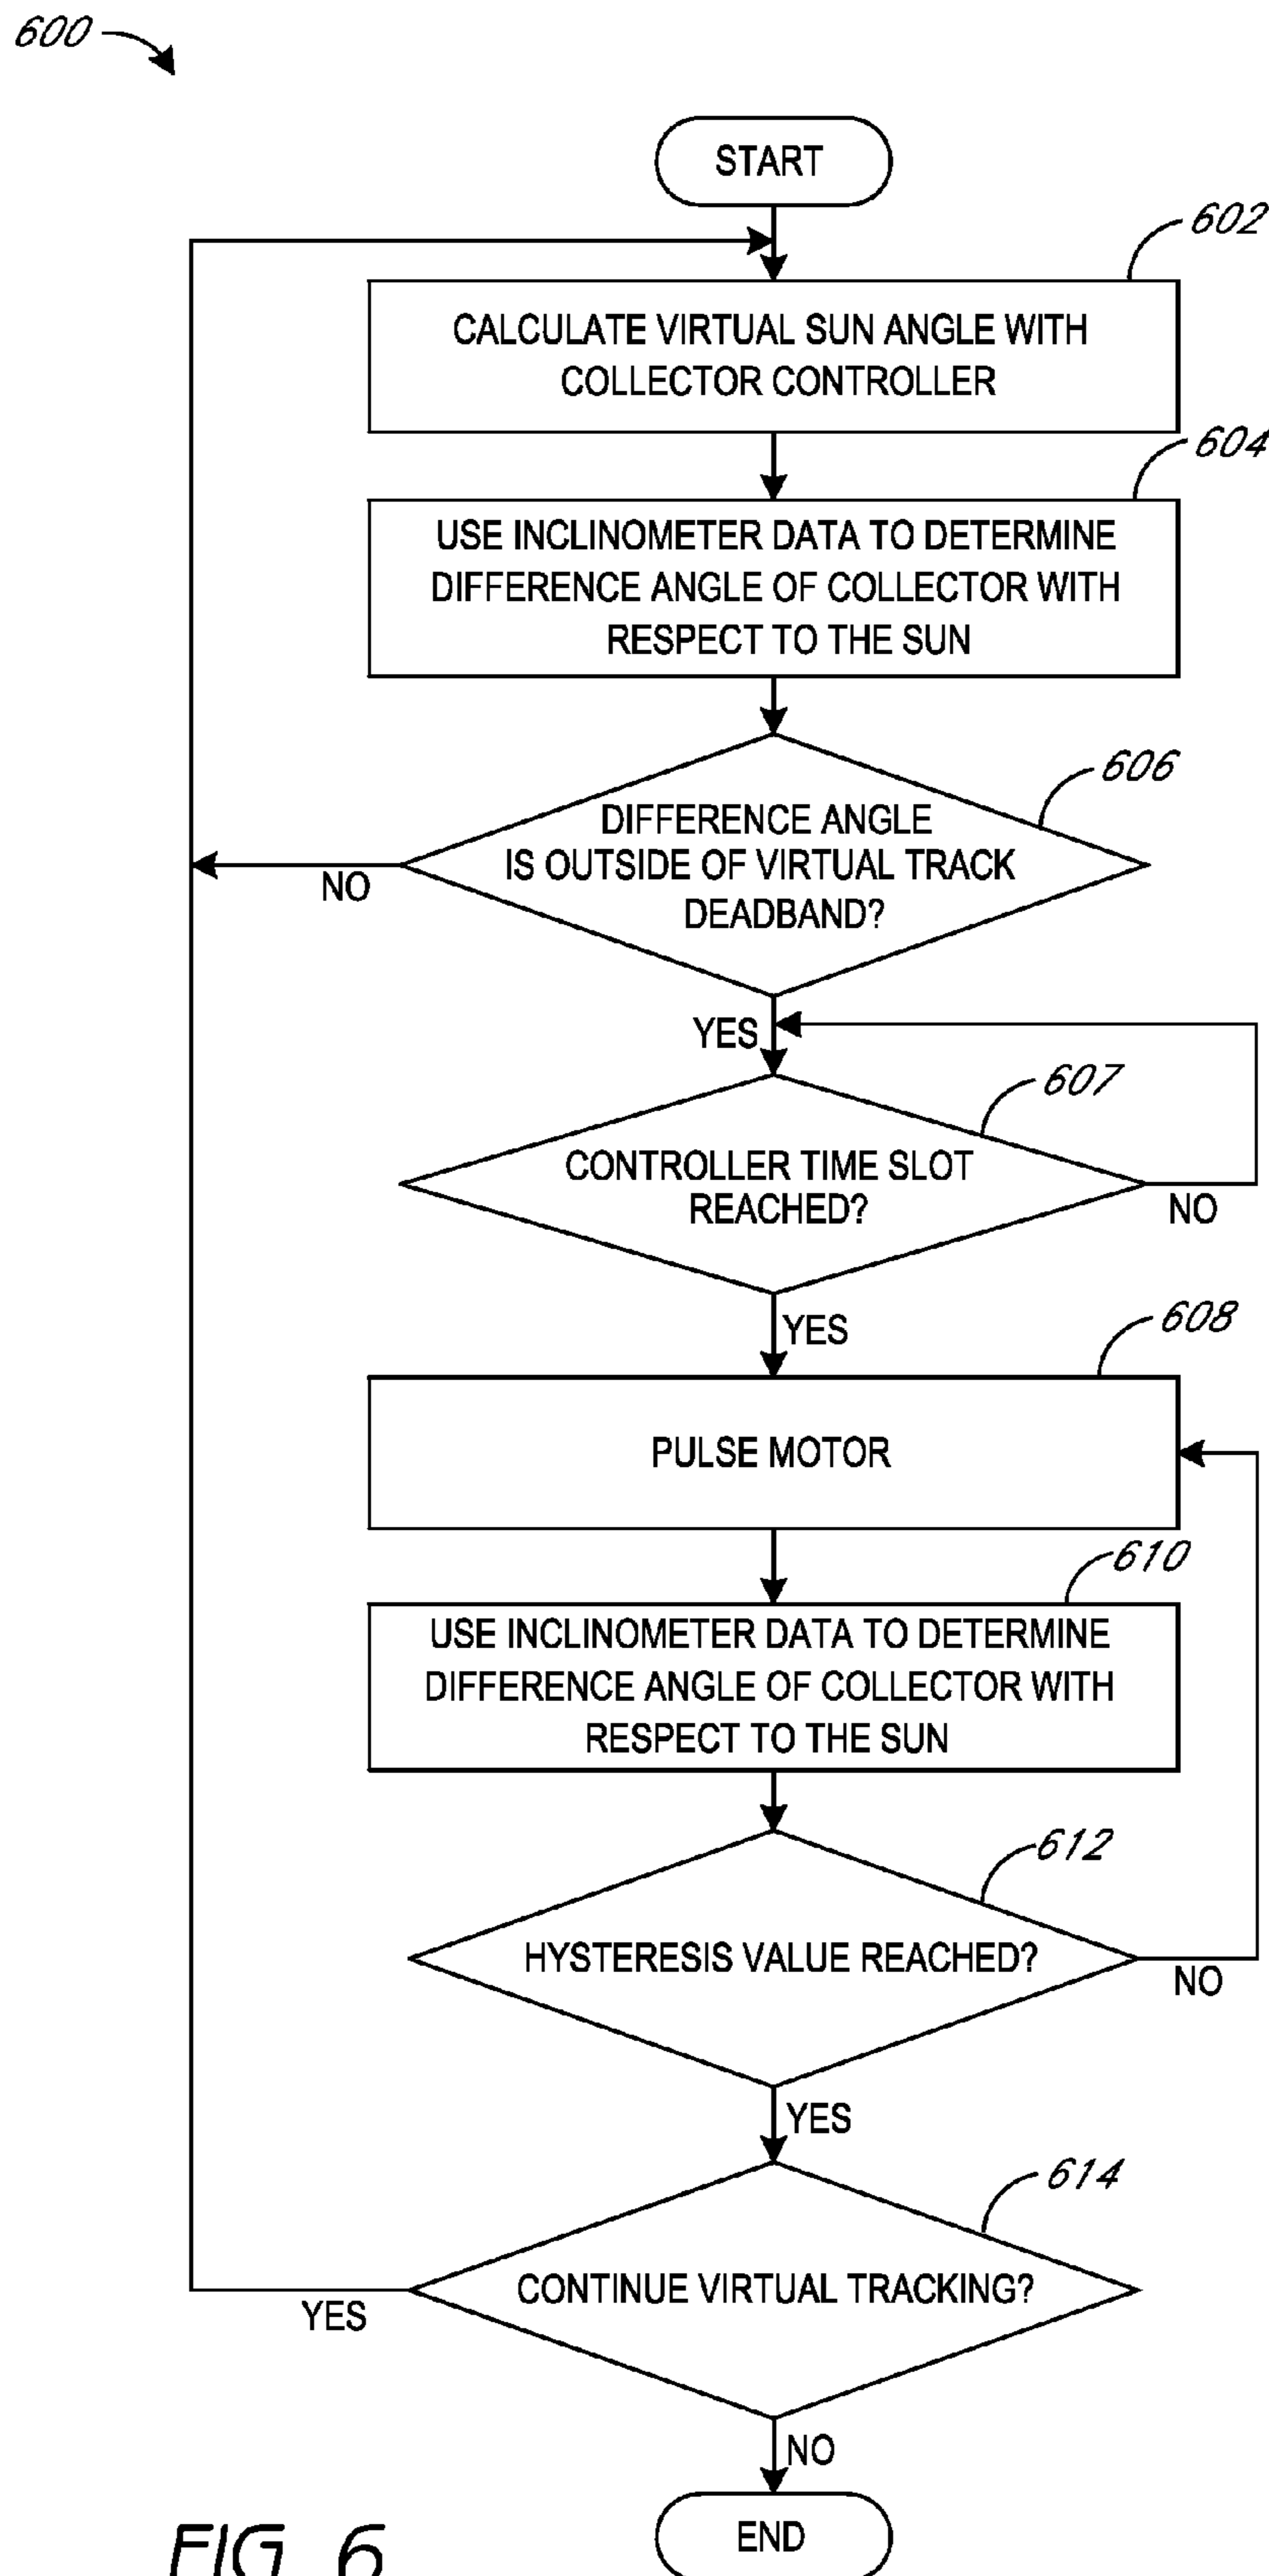 600
START
602
CALCULATE VIRTUAL SUN ANGLE WITH
COLLECTOR CONTROLLER
604
USE INCLINOMETER DATA TO DETERMINE
DIFFERENCE ANGLE OF COLLECTOR WITH
RESPECT TO THE SUN
606
DIFFERENCE ANGLE
IS OUTSIDE OF VIRTUAL TRACK
DEADBAND?
NO
YES
607
CONTROLLER TIME SLOT
REACHED?
NO
YES
608
PULSE MOTOR
610
USE INCLINOMETER DATA TO DETERMINE
DIFFERENCE ANGLE OF COLLECTOR WITH
RESPECT TO THE SUN
612
HYSTERESIS VALUE REACHED?
NO
YES
614
CONTINUE VIRTUAL TRACKING?
YES
NO
END
FIG. 6